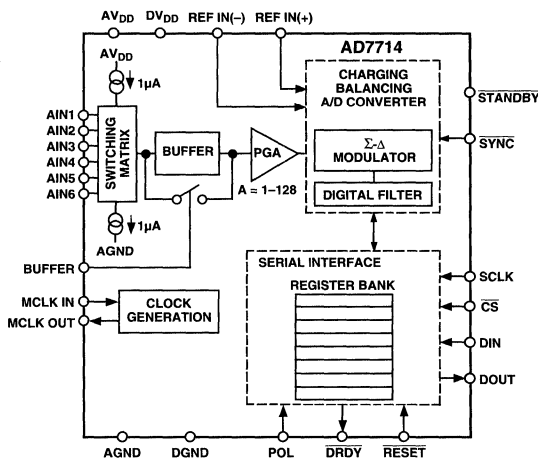 AVDD DVDD REF IN(−) REF IN(+)
AD7714
AVDD
1µA
CHARGING
BALANCING
A/D CONVERTER
STANDBY
SYNC
AIN1
AIN2
AIN3
AIN4
AIN5
AIN6
SWITCHING
MATRIX
BUFFER
PGA
A ≈ 1–128
Σ-Δ
MODULATOR
DIGITAL FILTER
1µA
AGND
BUFFER
SERIAL INTERFACE
REGISTER BANK
SCLK
CS
DIN
DOUT
MCLK IN
MCLK OUT
CLOCK
GENERATION
AGND DGND POL DRDY RESET